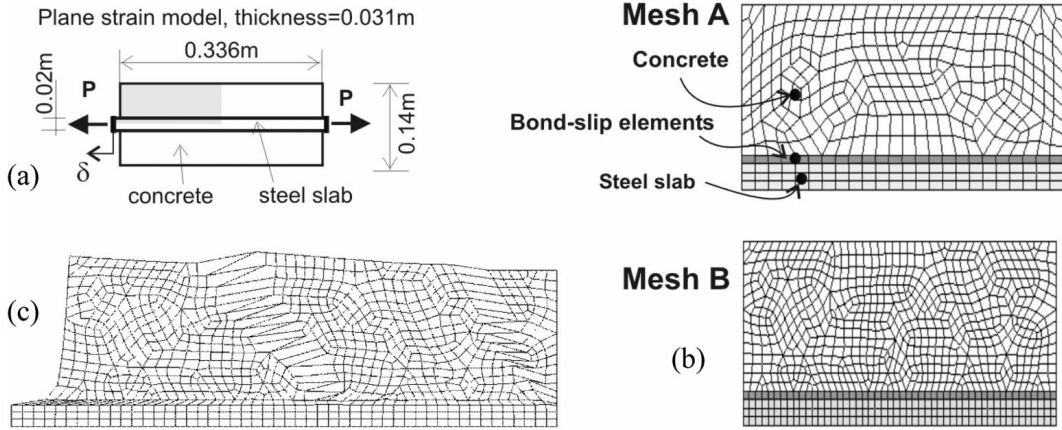 Plane strain model, thickness=0.031m
0.336m
0.02m
P
P
0.14m
δ
(a)
concrete
steel slab
Mesh A
Concrete
Bond-slip elements
Steel slab
(c)
Mesh B
(b)